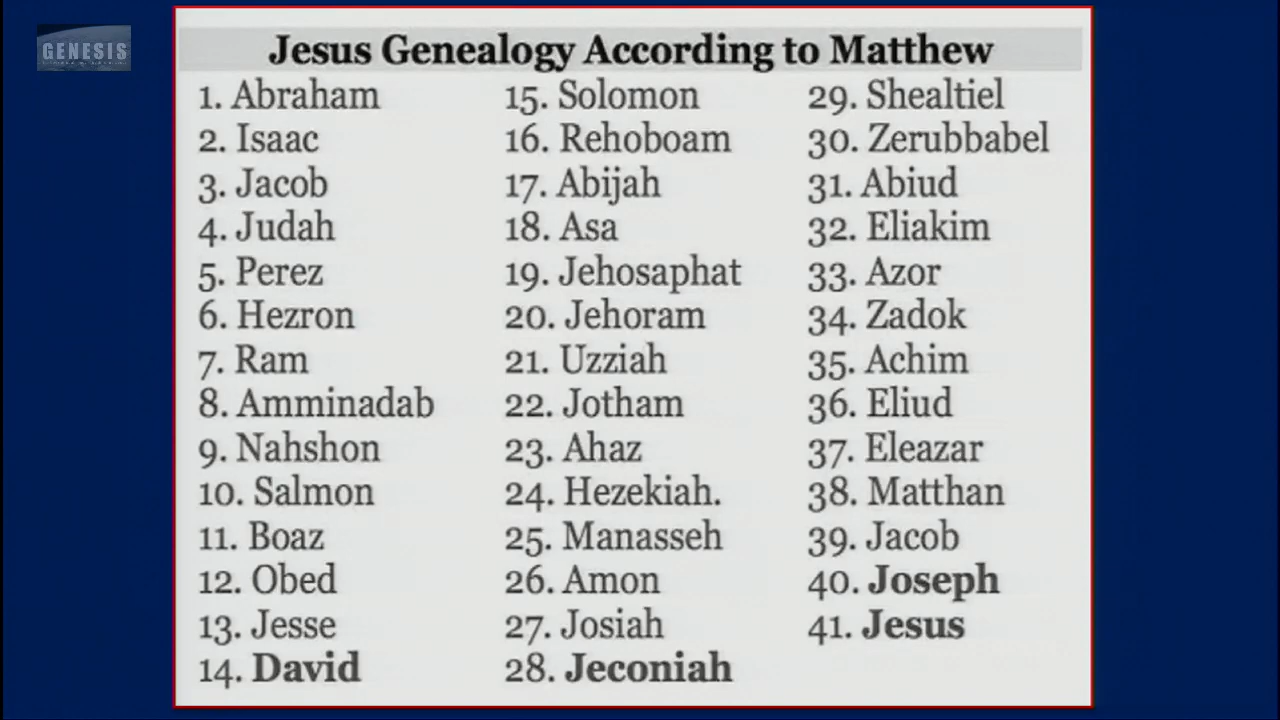 GENESIS
Jesus Genealogy According to Matthew
1. Abraham
2. Isaac
3. Jacob
4. Judah
5. Perez
6. Hezron
7. Ram
8. Amminadab
9. Nahshon
10. Salmon
11. Boaz
12. Obed
13. Jesse
14. David
15. Solomon
16. Rehoboam
17. Abijah
18. Asa
19. Jehosaphat
20. Jehoram
21. Uzziah
22. Jotham
23. Ahaz
24. Hezekiah.
25. Manasseh
26. Amon
27. Josiah
28. Jeconiah
29. Shealtiel
30. Zerubbabel
31. Abiud
32. Eliakim
33. Azor
34. Zadok
35. Achim
36. Eliud
37. Eleazar
38. Matthan
39. Jacob
40. Joseph
41. Jesus